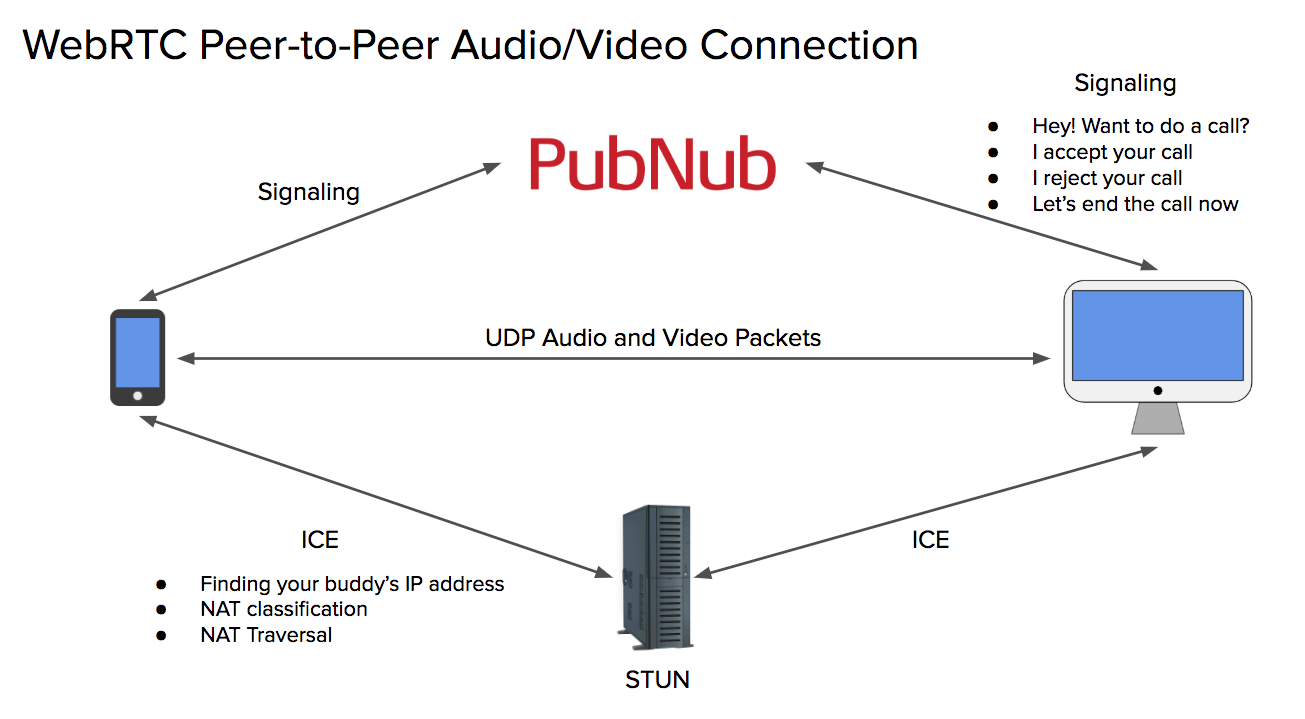 WebRTC Peer-to-Peer Audio/Video Connection
Signaling
● Hey! Want to do a call?
● I accept your call
● I reject your call
● Let’s end the call now
PubNub
Signaling
UDP Audio and Video Packets
ICE
● Finding your buddy’s IP address
● NAT classification
● NAT Traversal
ICE
STUN